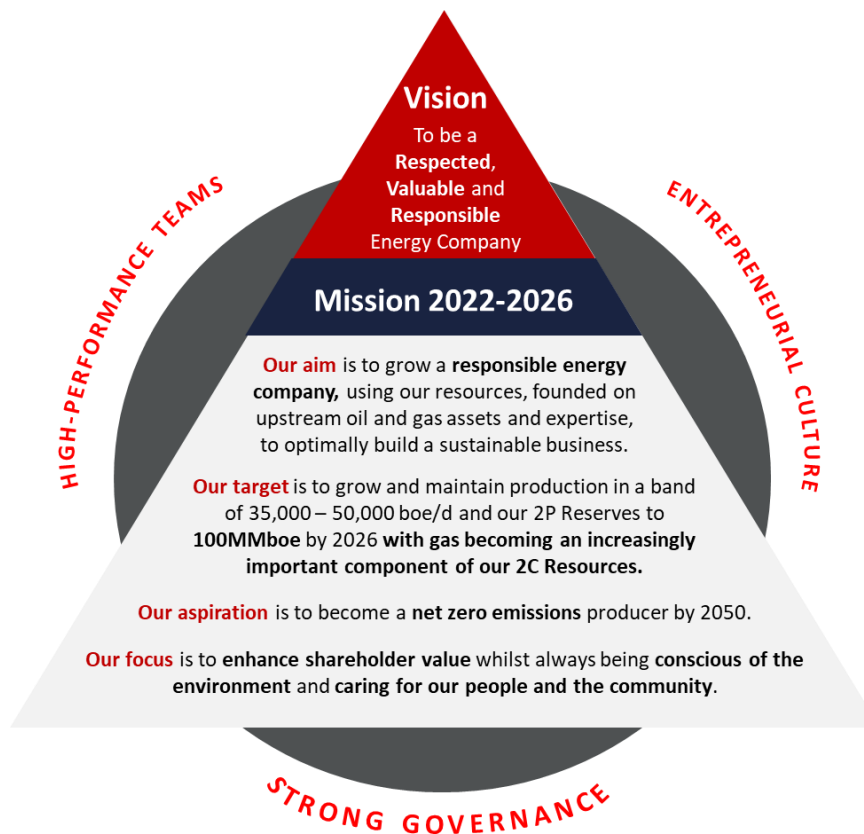 Vision
To be a
Respected,
Valuable and
Responsible
Energy Company
HIGH-PERFORMANCE TEAMS
ENTREPRENEURIAL CULTURE
Mission 2022-2026
Our aim is to grow a responsible energy
company, using our resources, founded on
upstream oil and gas assets and expertise,
to optimally build a sustainable business.
Our target is to grow and maintain production in a band
of 35,000 – 50,000 boe/d and our 2P Reserves to
100MMboe by 2026 with gas becoming an increasingly
important component of our 2C Resources.
Our aspiration is to become a net zero emissions producer by 2050.
Our focus is to enhance shareholder value whilst always being conscious of the
environment and caring for our people and the community.
STRONG GOVERNANCE